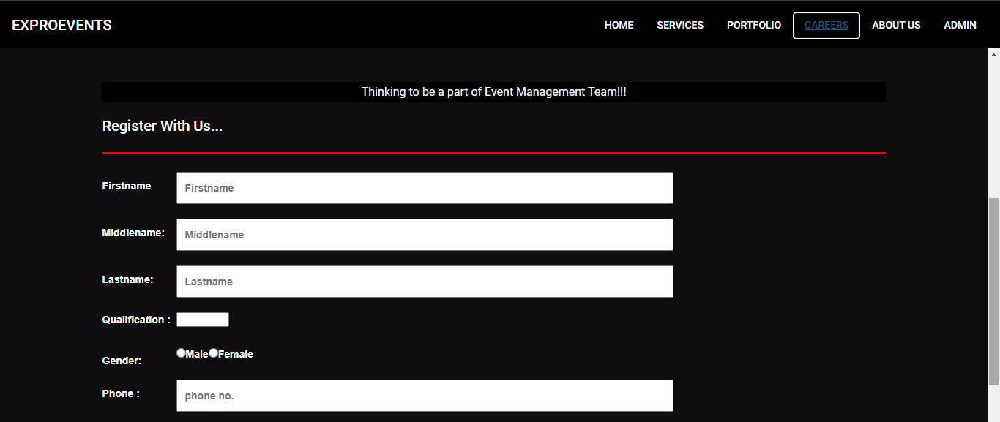 EXPROEVENTS HOME SERVICES PORTFOLIO CAREERS ABOUT US ADMIN
Thinking to be a part of Event Management Team!!!
Register With Us...
Firstname Firstname
Middlename: Middlename
Lastname: Lastname
Qualification :
Gender: Male Female
Phone : phone no.